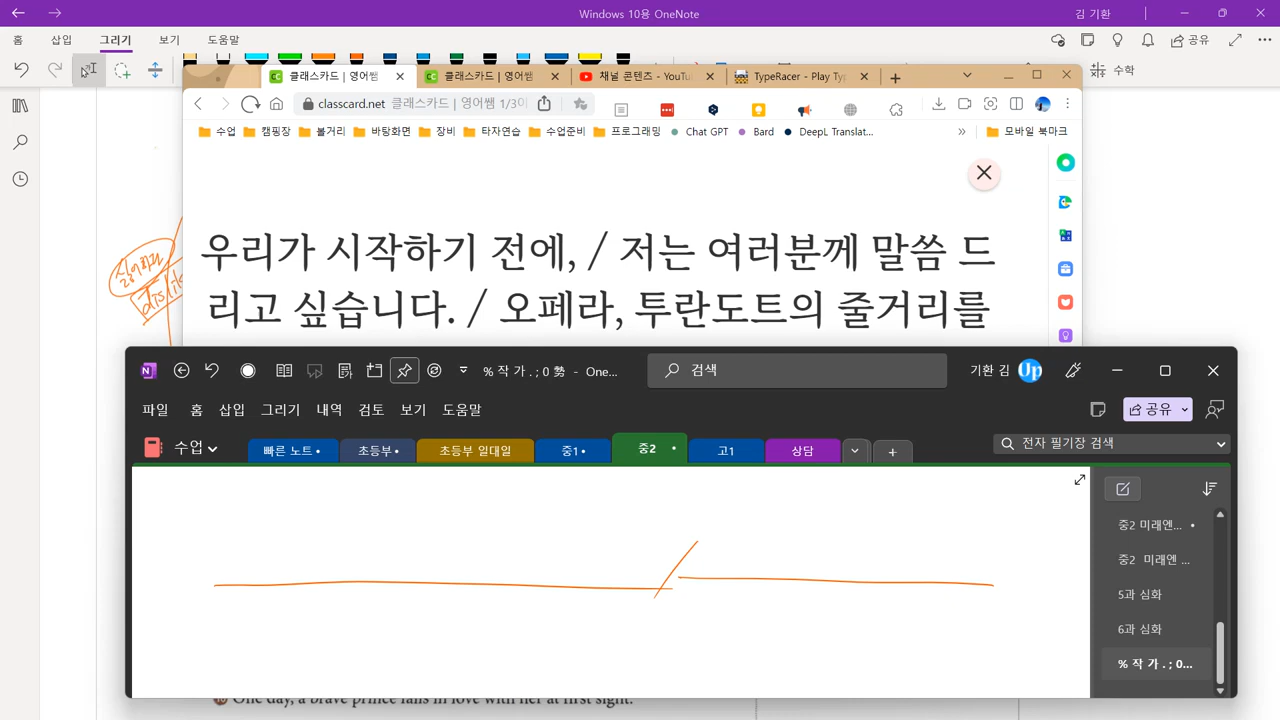 Windows 10용 OneNote
김 기환
홈 삽입 그리기 보기 도움말
공유
수학
클래스카드 | 영어쌤
클래스카드 | 영어쌤
채널 콘텐츠 - YouTu
TypeRacer - Play Typ
classcard.net 클래스카드 | 영어쌤 1/3이
수업 캠핑장 볼거리 바탕화면 장비 타자연습 수업준비 프로그래밍 Chat GPT Bard DeepL Translat... » 모바일 북마크
우리가 시작하기 전에, / 저는 여러분께 말씀 드
리고 싶습니다. / 오페라, 투란도트의 줄거리를
% 작 가 . ; 0 勢 - One...
검색
기환 김
Up
파일 홈 삽입 그리기 내역 검토 보기 도움말
공유
수업
빠른 노트 초등부 초등부 일대일 중1 중2 고1 상담
전자 필기장 검색
중2 미래엔...
중2 미래엔 ...
5과 심화
6과 심화
% 작 가 . ; 0...
One day, a brave prince falls in love with her at first sight.